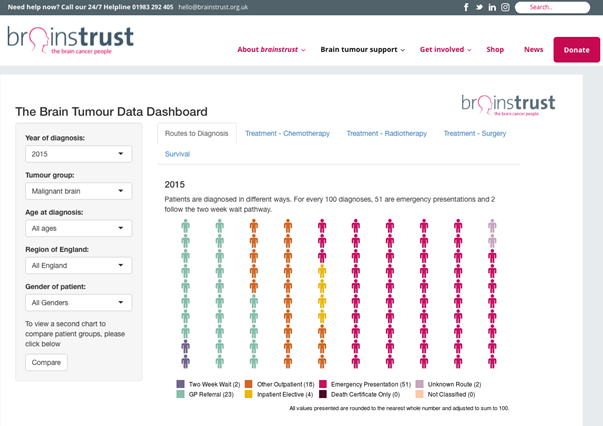 Need help now? Call our 24/7 Helpline 01983 292 405 hello@brainstrust.org.uk
Search..
brainstrust
the brain cancer people
About brainstrust
Brain tumour support
Get involved
Shop
News
Donate
brainstrust
the brain cancer people
The Brain Tumour Data Dashboard
Year of diagnosis:
2015
Tumour group:
Malignant brain
Age at diagnosis:
All ages
Region of England:
All England
Gender of patient:
All Genders
To view a second chart to
compare patient groups, please
click below
Compare
Routes to Diagnosis
Treatment - Chemotherapy
Treatment - Radiotherapy
Treatment - Surgery
Survival
2015
Patients are diagnosed in different ways. For every 100 diagnoses, 51 are emergency presentations and 2
follow the two week wait pathway.
Two Week Wait (2)
Other Outpatient (18)
Emergency Presentation (51)
Unknown Route (2)
GP Referral (23)
Inpatient Elective (4)
Death Certificate Only (0)
Not Classified (0)
All values presented are rounded to the nearest whole number and adjusted to sum to 100.